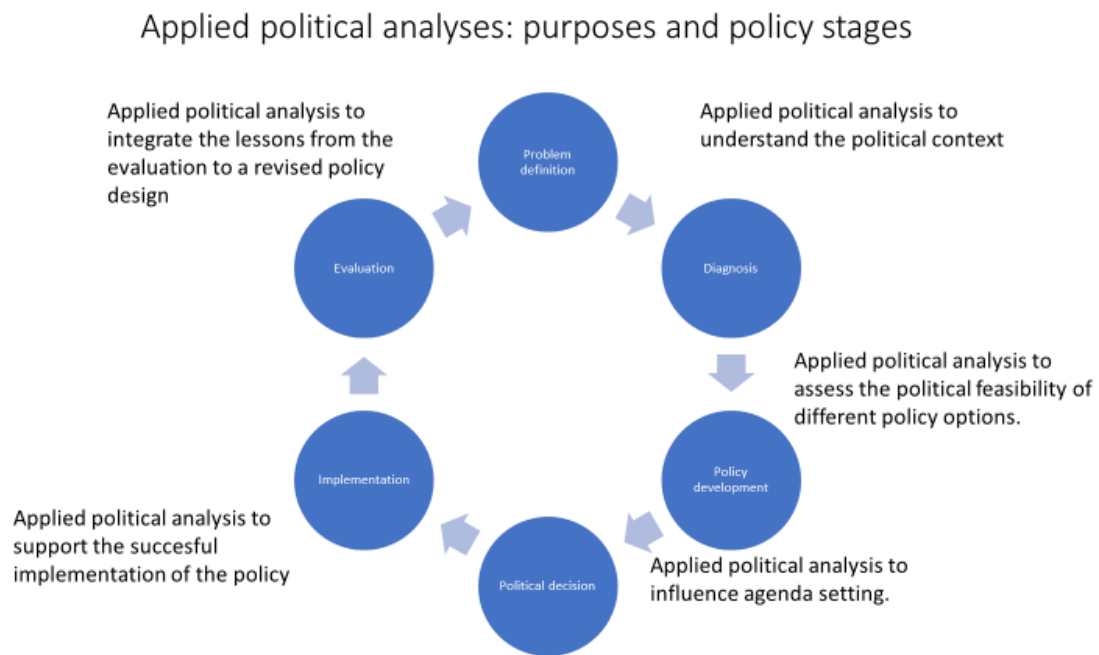 Applied political analyses: purposes and policy stages
Applied political analysis to
integrate the lessons from the
evaluation to a revised policy
design
Problem
definition
Applied political analysis to
understand the political context
Evaluation
Diagnosis
Applied political analysis to
assess the political feasibility of
different policy options.
Implementation
Policy
development
Applied political analysis to
support the succesful
implementation of the policy
Political decision
Applied political analysis to
influence agenda setting.